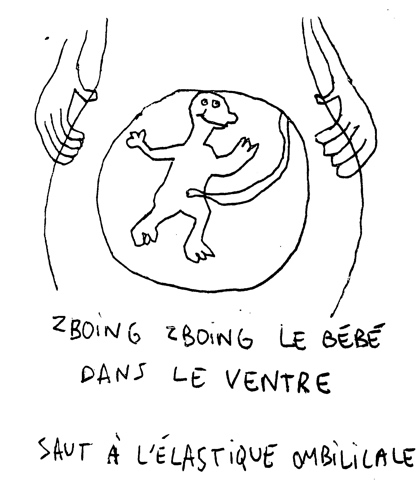 ZBOING ZBOING LE BÉBÉ
DANS LE VENTRE
SAUT À L'ÉLASTIQUE OMBILICALE